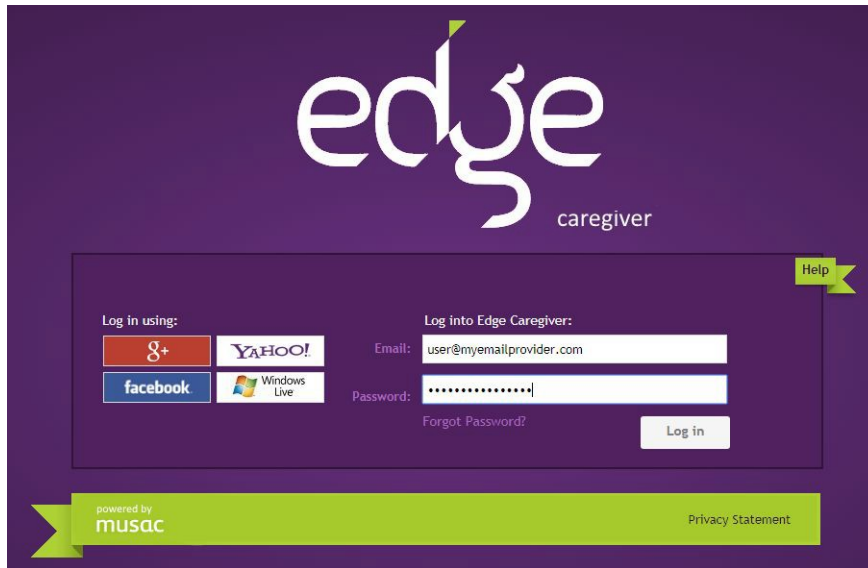 edge
caregiver
Help
Log in using:
g+
YAHOO!
facebook
Windows Live
Log into Edge Caregiver:
Email:
user@myemailprovider.com
Password:
••••••••••••••••
Forgot Password?
Log in
powered by
musac
Privacy Statement